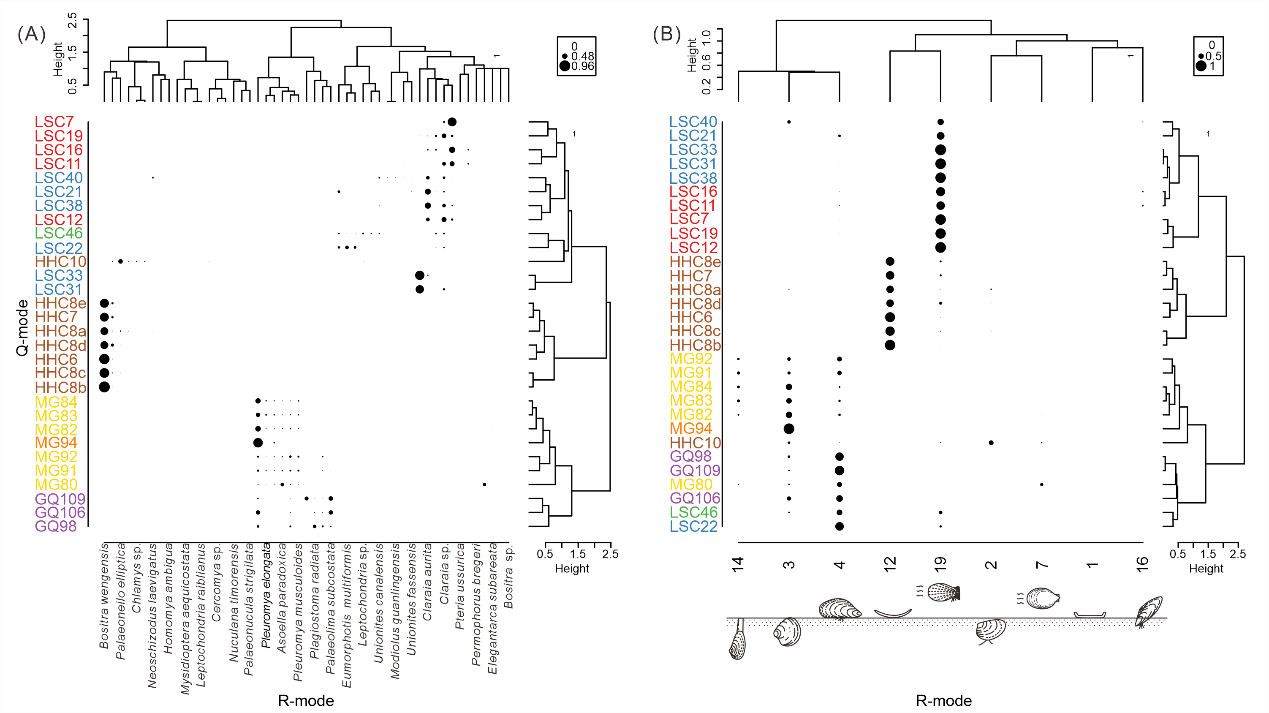 (A)
Height
2.5
1.5
0.5
1
0
0.48
0.96
Q-mode
LSC7
LSC19
LSC16
LSC11
LSC40
LSC21
LSC38
LSC12
LSC46
LSC22
HHC10
LSC33
LSC31
HHC8e
HHC7
HHC8a
HHC8d
HHC6
HHC8c
HHC8b
MG84
MG83
MG82
MG94
MG92
MG91
MG80
GQ109
GQ106
GQ98
1
0.5 1.5 2.5
Height
Bositra wengensis
Palaeonello elliptica
Chlamys sp.
Neoschizodus laevigatus
Homomya ambigua
Mysidioptera aequicostata
Leptochondria raiblianus
Cercomya sp.
Nuculana timorensis
Palaeonucula strigilata
Pleuromya elongata
Asoella paradoxica
Pleuromya musculoides
Plagiostoma radiata
Palaeolima subcostata
Eumorphotis multiformis
Leptochondria sp.
Unionites canalensis
Modiolus guanlingensis
Unionites fassensis
Claraia aurita
Claraia sp.
Pteria ussurica
Permophorus bregeri
Elegantarca subareata
Bositra sp.
R-mode
(B)
Height
1.0
0.6
0.2
1
0
0.5
1
LSC40
LSC21
LSC33
LSC31
LSC38
LSC16
LSC11
LSC7
LSC19
LSC12
HHC8e
HHC7
HHC8a
HHC8d
HHC6
HHC8c
HHC8b
MG92
MG91
MG84
MG83
MG82
MG94
HHC10
GQ98
GQ109
MG80
GQ106
LSC46
LSC22
1
0.5 1.5 2.5
Height
14 3 4 12 19 2 7 1 16
R-mode